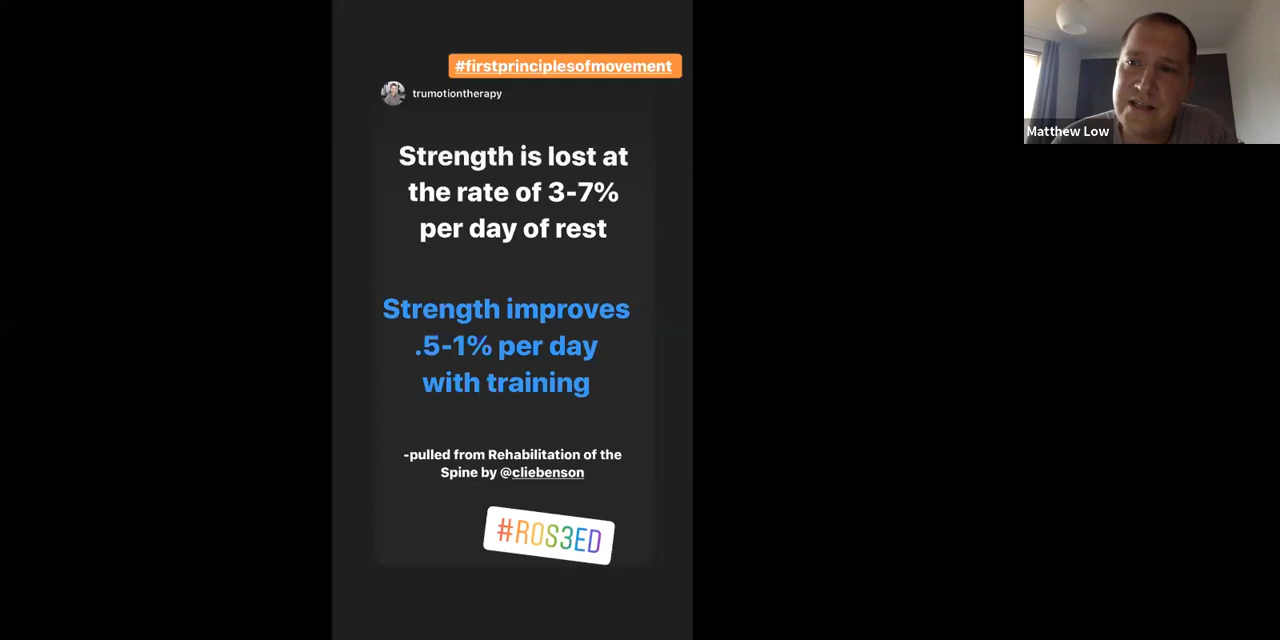 #firstprinciplesofmovement
trumotiontherapy
Strength is lost at
the rate of 3-7%
per day of rest
Strength improves
.5-1% per day
with training
-pulled from Rehabilitation of the
Spine by @cliebenson
#ROS3ED
Matthew Low